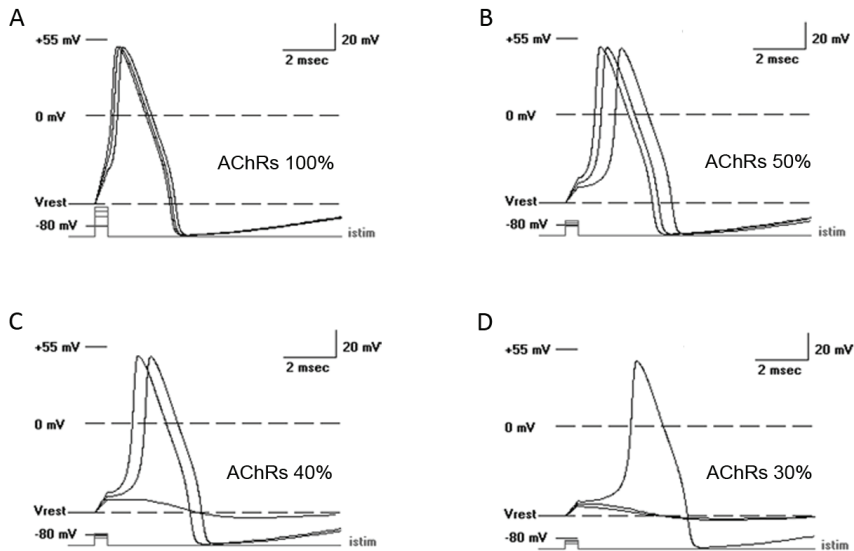 A
+55 mV
20 mV
2 msec
0 mV
AChRs 100%
Vrest
-80 mV
istim
B
+55 mV
20 mV
2 msec
0 mV
AChRs 50%
Vrest
-80 mV
istim
C
+55 mV
20 mV
2 msec
0 mV
AChRs 40%
Vrest
-80 mV
istim
D
+55 mV
20 mV
2 msec
0 mV
AChRs 30%
Vrest
-80 mV
istim